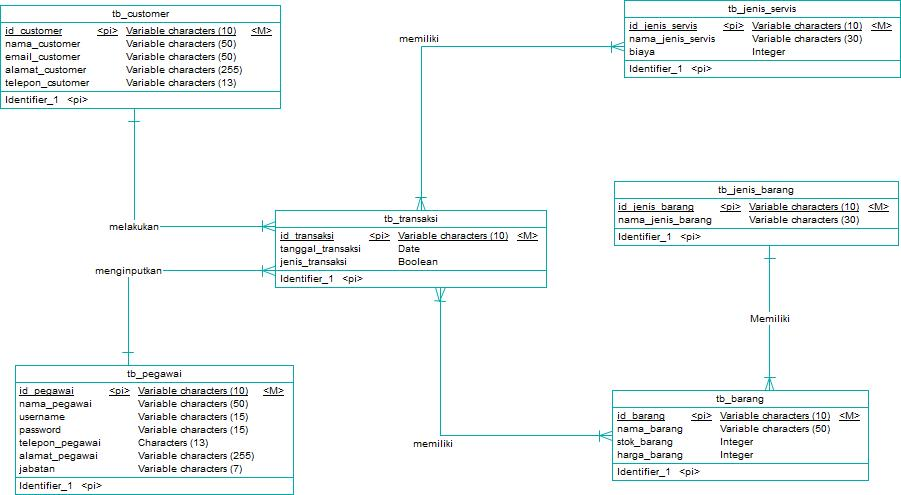 tb_customer
id_customer <pi> Variable characters (10) <M>
nama_customer Variable characters (50)
email_customer Variable characters (50)
alamat_customer Variable characters (255)
telepon_csutomer Variable characters (13)
Identifier_1 <pi>
tb_jenis_servis
id_jenis_servis <pi> Variable characters (10) <M>
nama_jenis_servis Variable characters (30)
biaya Integer
Identifier_1 <pi>
memiliki
tb_jenis_barang
id_jenis_barang <pi> Variable characters (10) <M>
nama_jenis_barang Variable characters (30)
Identifier_1 <pi>
melakukan
tb_transaksi
id_transaksi <pi> Variable characters (10) <M>
tanggal_transaksi Date
jenis_transaksi Boolean
Identifier_1 <pi>
menginputkan
Memiliki
tb_pegawai
id_pegawai <pi> Variable characters (10) <M>
nama_pegawai Variable characters (50)
username Variable characters (15)
password Variable characters (15)
telepon_pegawai Characters (13)
alamat_pegawai Variable characters (255)
jabatan Variable characters (7)
Identifier_1 <pi>
memiliki
tb_barang
id_barang <pi> Variable characters (10) <M>
nama_barang Variable characters (50)
stok_barang Integer
harga_barang Integer
Identifier_1 <pi>